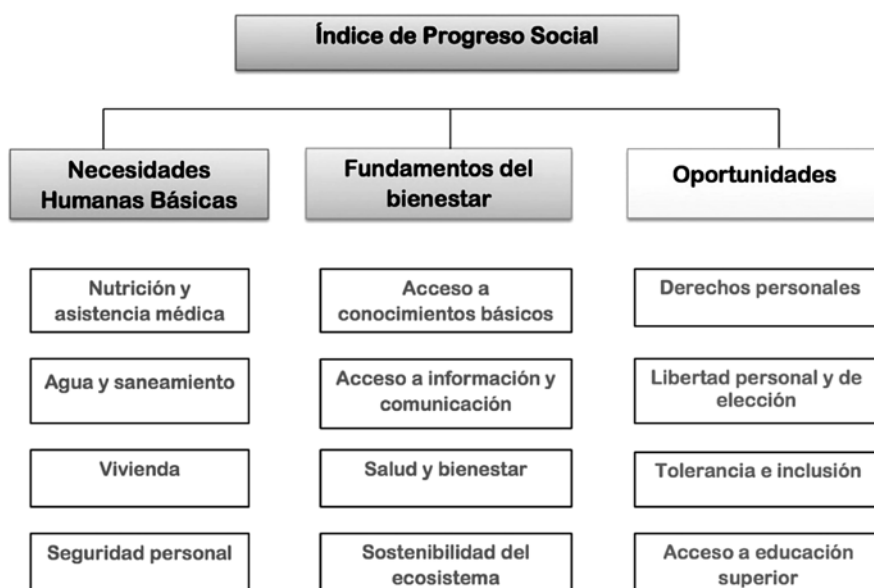 Índice de Progreso Social
Necesidades
Humanas Básicas
Fundamentos del
bienestar
Oportunidades
Nutrición y
asistencia médica
Acceso a
conocimientos básicos
Derechos personales
Agua y saneamiento
Acceso a información y
comunicación
Libertad personal y de
elección
Vivienda
Salud y bienestar
Tolerancia e inclusión
Seguridad personal
Sostenibilidad del
ecosistema
Acceso a educación
superior